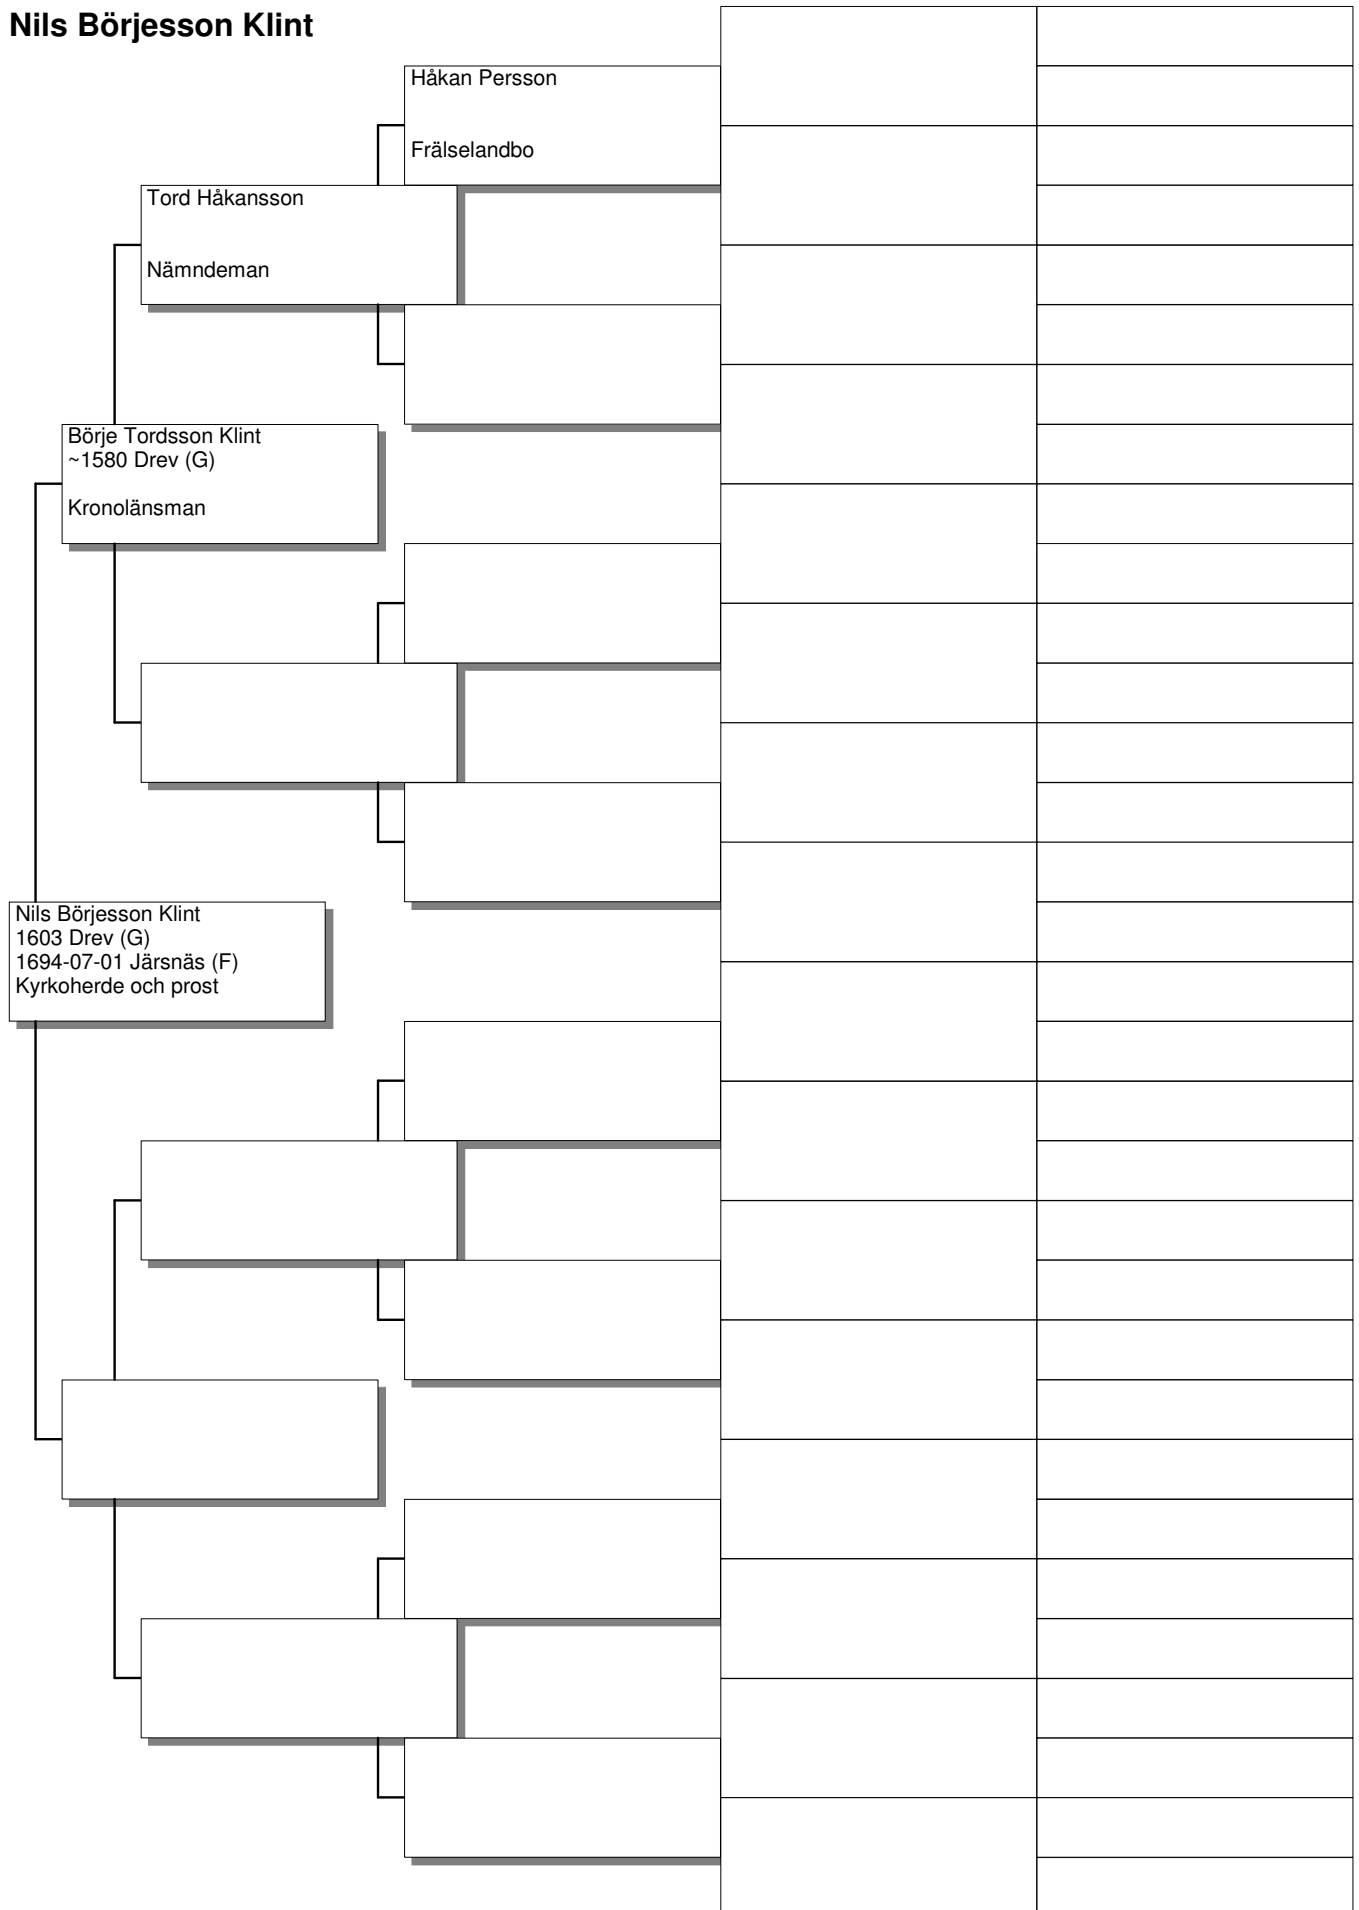 Nils Börjesson Klint
Håkan Persson
Frälselandbo
Tord Håkansson
Nämndeman
Börje Tordsson Klint
~1580 Drev (G)
Kronolänsman
Nils Börjesson Klint
1603 Drev (G)
1694-07-01 Järsnäs (F)
Kyrkoherde och prost